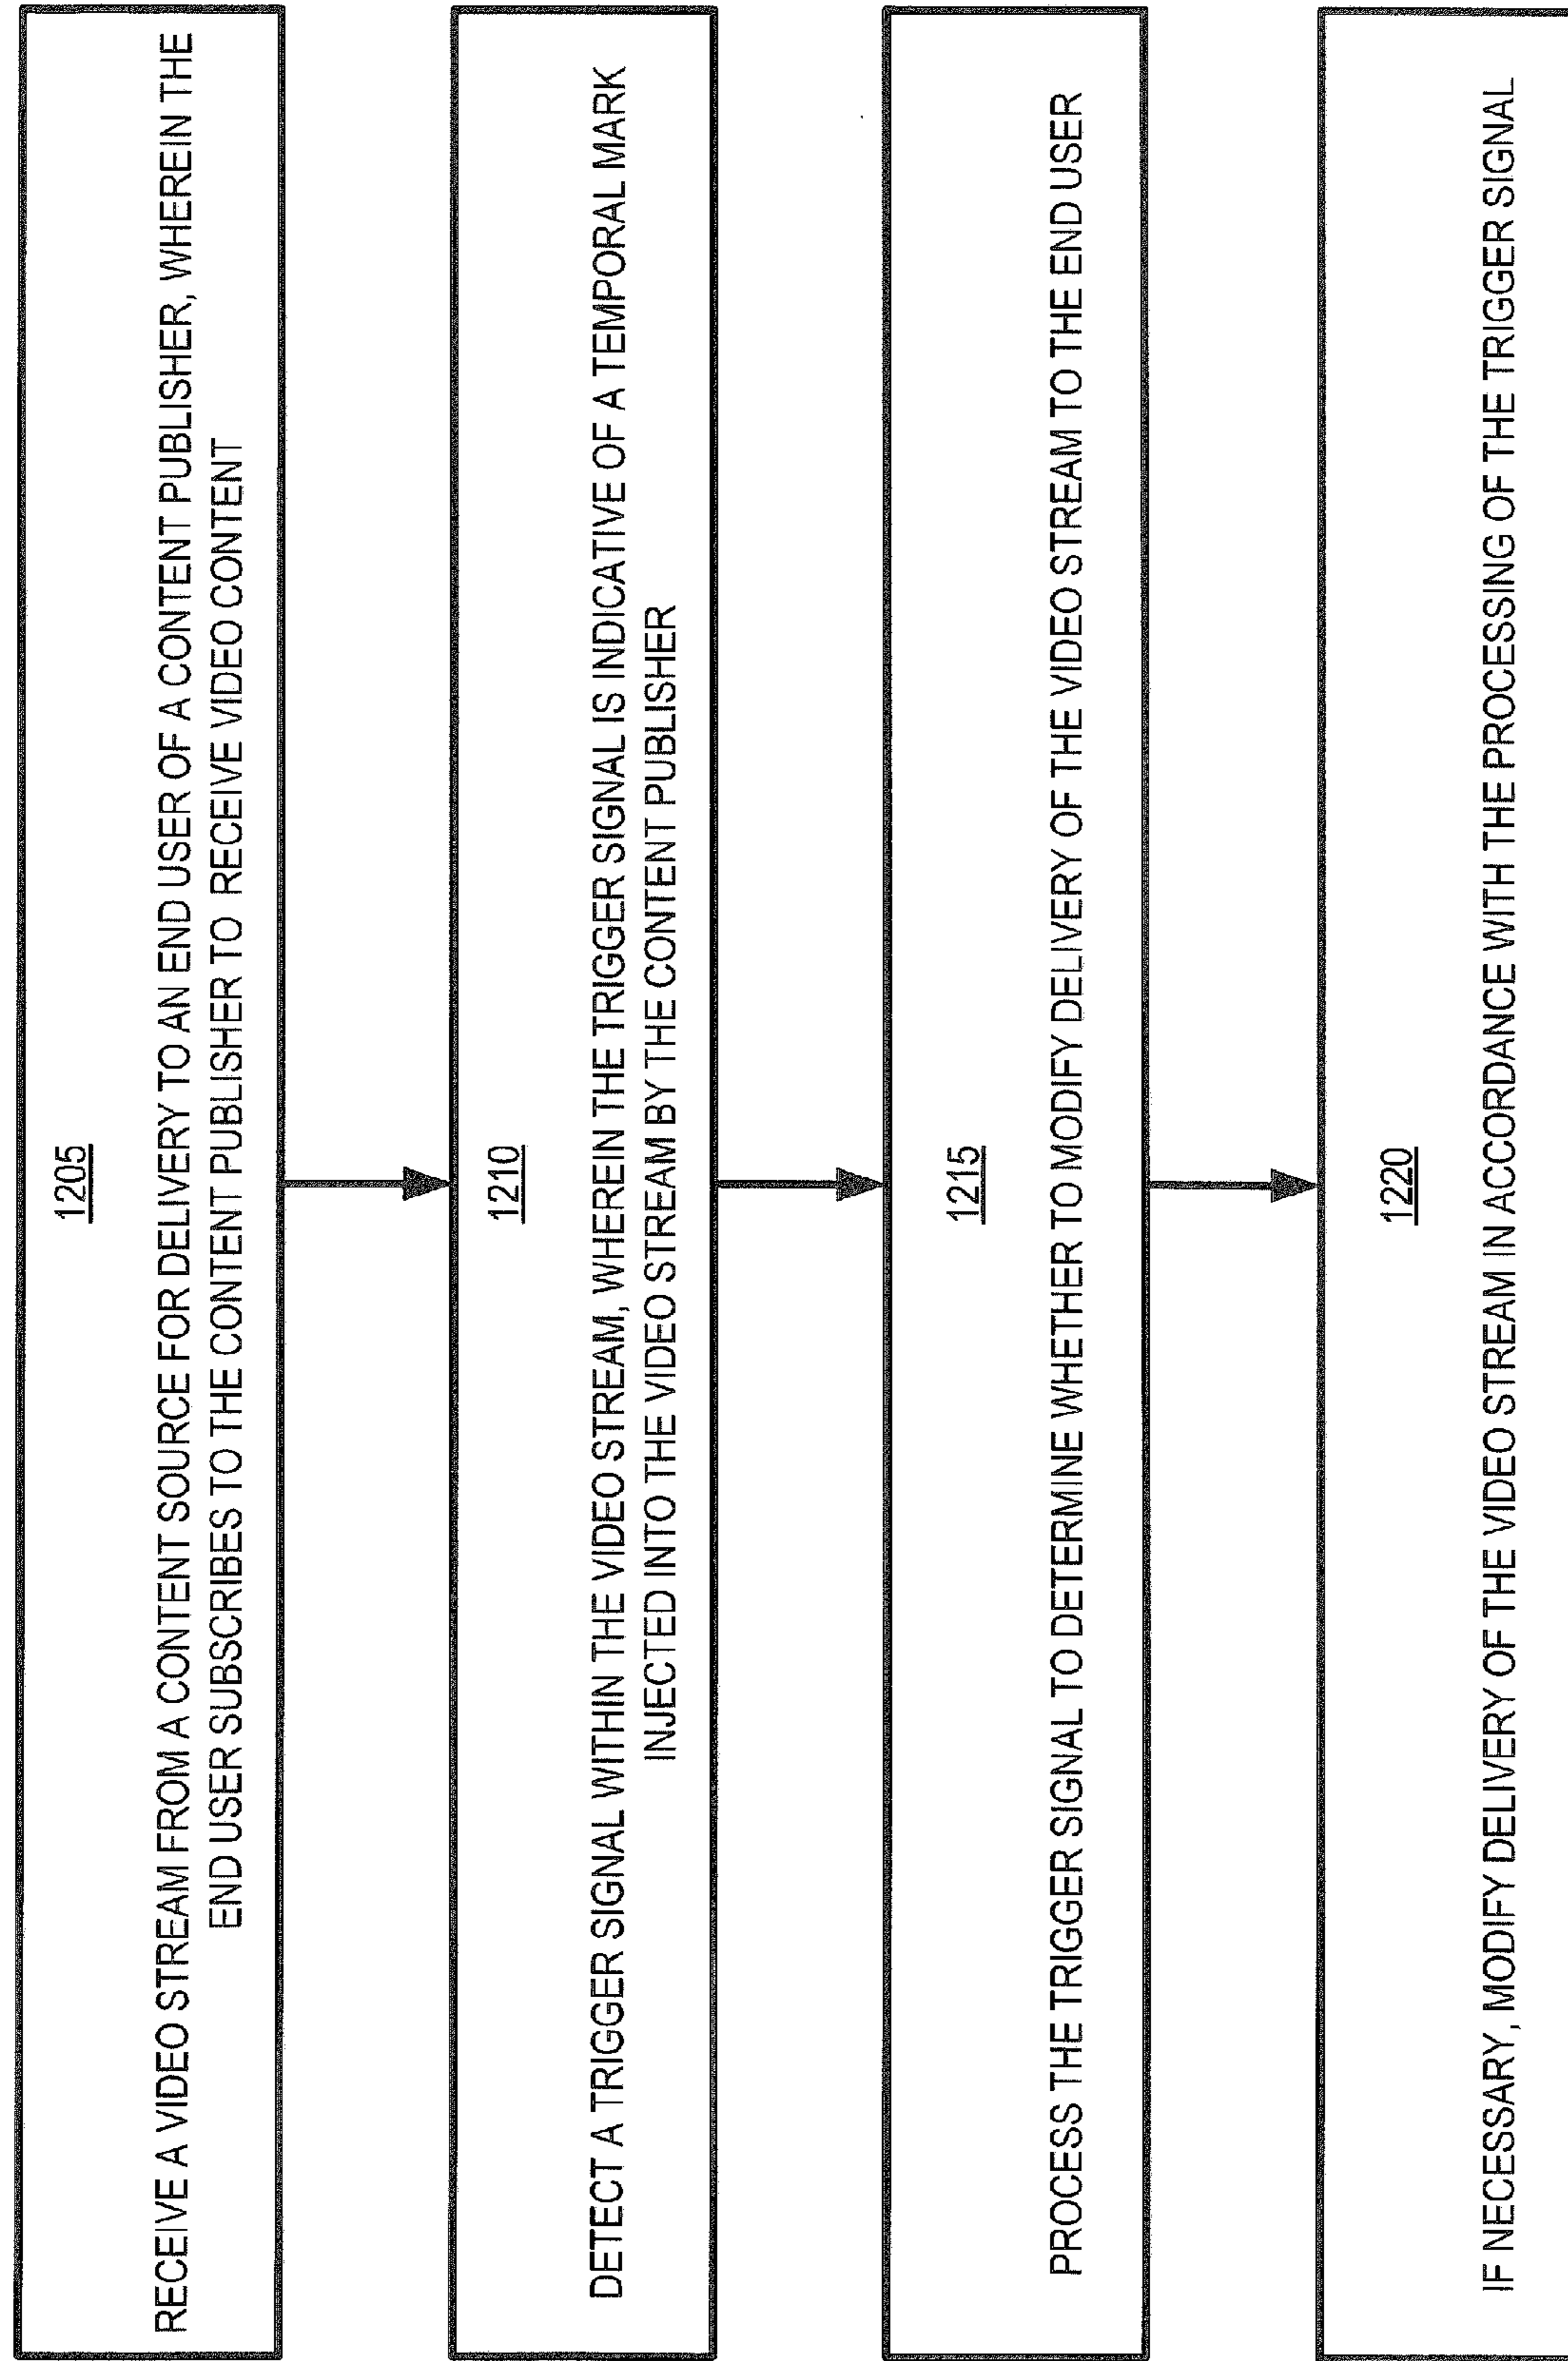 1205
RECEIVE A VIDEO STREAM FROM A CONTENT SOURCE FOR DELIVERY TO AN END USER OF A CONTENT PUBLISHER, WHEREIN THE
END USER SUBSCRIBES TO THE CONTENT PUBLISHER TO RECEIVE VIDEO CONTENT
1210
DETECT A TRIGGER SIGNAL WITHIN THE VIDEO STREAM, WHEREIN THE TRIGGER SIGNAL IS INDICATIVE OF A TEMPORAL MARK
INJECTED INTO THE VIDEO STREAM BY THE CONTENT PUBLISHER
1215
PROCESS THE TRIGGER SIGNAL TO DETERMINE WHETHER TO MODIFY DELIVERY OF THE VIDEO STREAM TO THE END USER
1220
IF NECESSARY, MODIFY DELIVERY OF THE VIDEO STREAM IN ACCORDANCE WITH THE PROCESSING OF THE TRIGGER SIGNAL